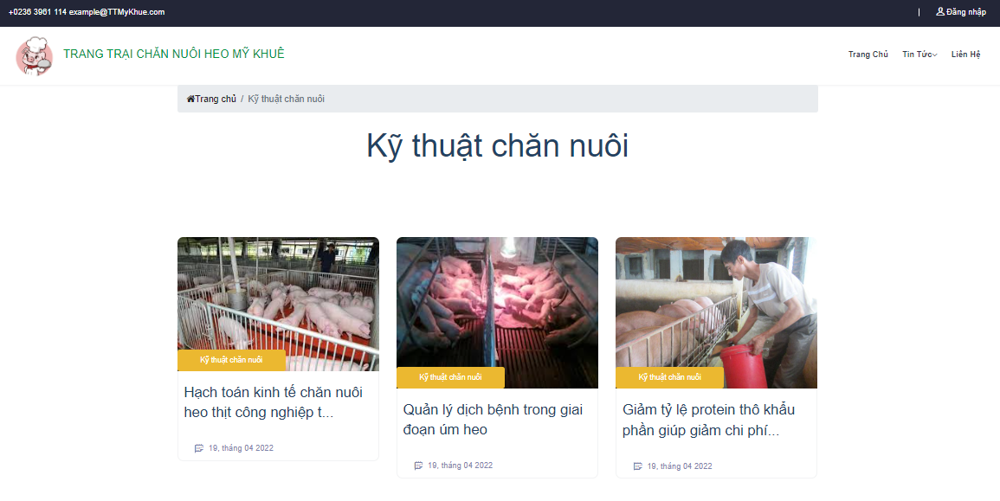 +0236 3961 114 example@TTMyKhue.com
| Đăng nhập
TRANG TRẠI CHĂN NUÔI HEO MỸ KHUÊ
Trang Chủ Tin Tức Liên Hệ
Trang chủ / Kỹ thuật chăn nuôi
Kỹ thuật chăn nuôi
Kỹ thuật chăn nuôi
Hạch toán kinh tế chăn nuôi
heo thịt công nghiệp t...
19, tháng 04 2022
Kỹ thuật chăn nuôi
Quản lý dịch bệnh trong giai
đoạn úm heo
19, tháng 04 2022
Kỹ thuật chăn nuôi
Giảm tỷ lệ protein thô khẩu
phần giúp giảm chi phí...
19, tháng 04 2022